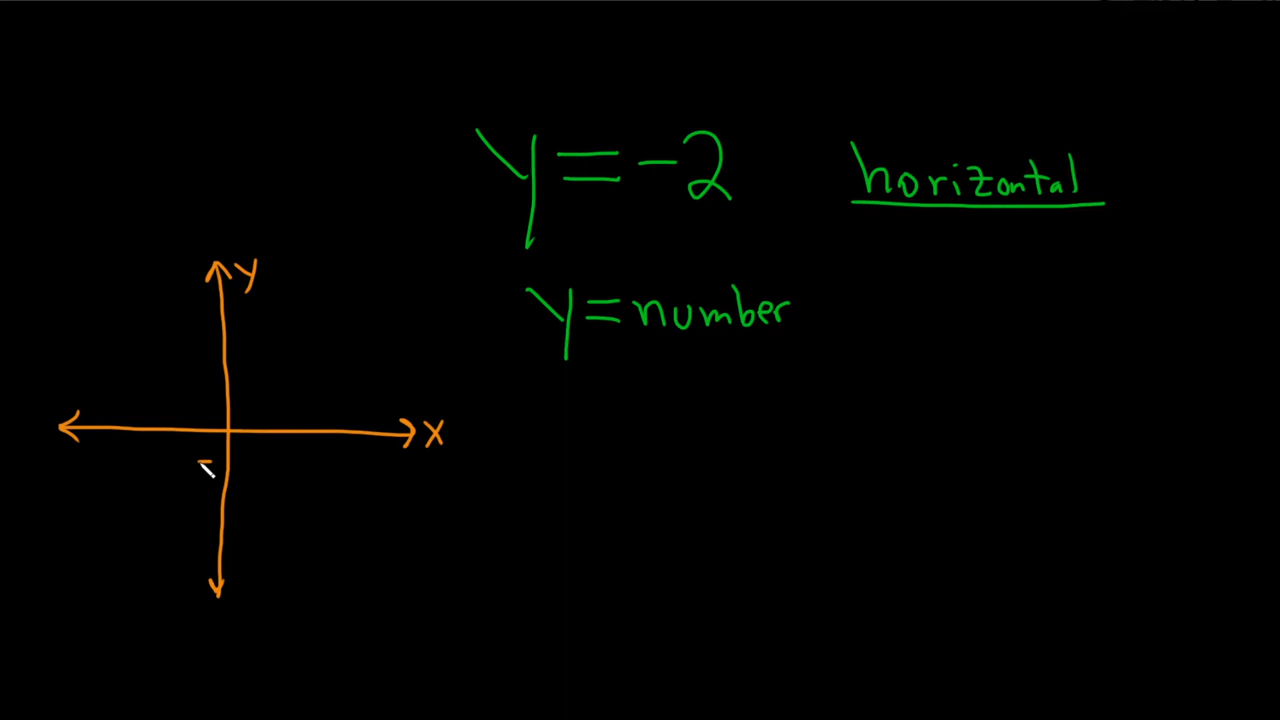 Y = -2 horizontal
Y = number
Y
X
-